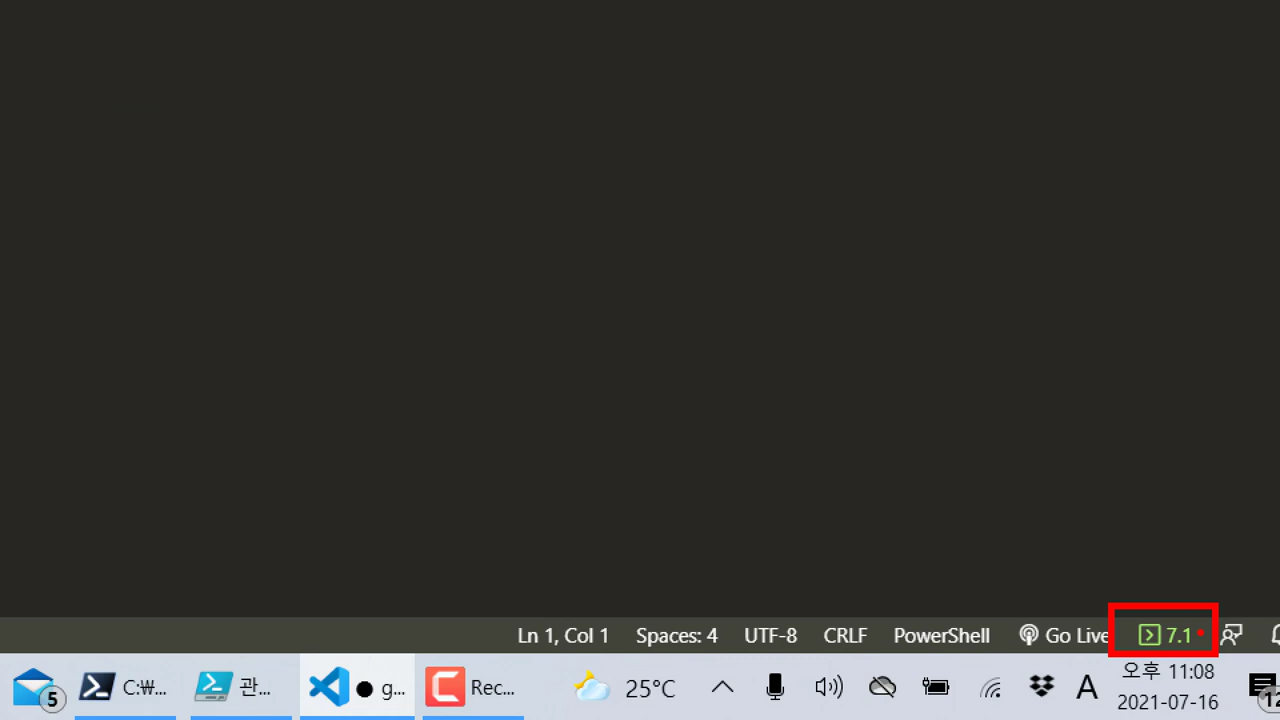 Ln 1, Col 1 Spaces: 4 UTF-8 CRLF PowerShell Go Live 7.1
5 C:₩... 관... g... Rec... 25°C A 오후 11:08
2021-07-16 12